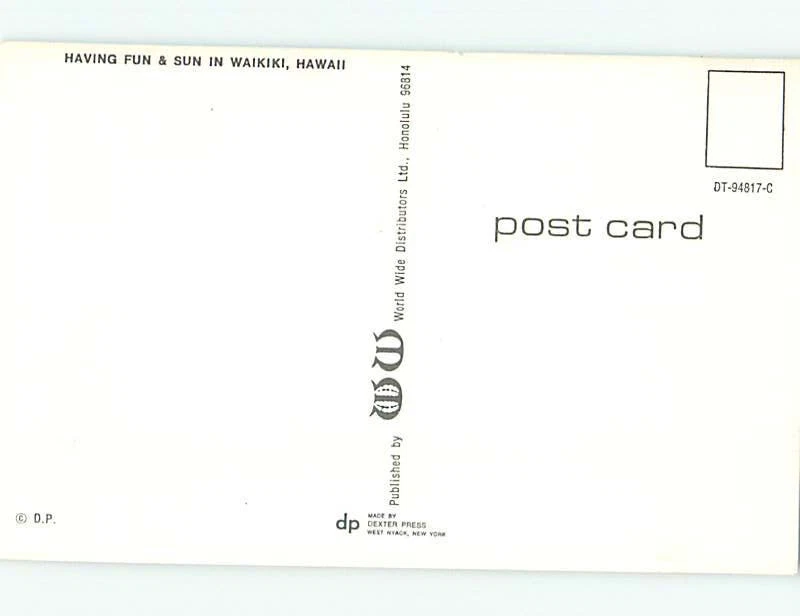 HAVING FUN & SUN IN WAIKIKI, HAWAII
Published by WW World Wide Distributors Ltd., Honolulu 96814
DT-94817-C
post card
© D.P.
dp
MADE BY
DEXTER PRESS
WEST NYACK, NEW YORK